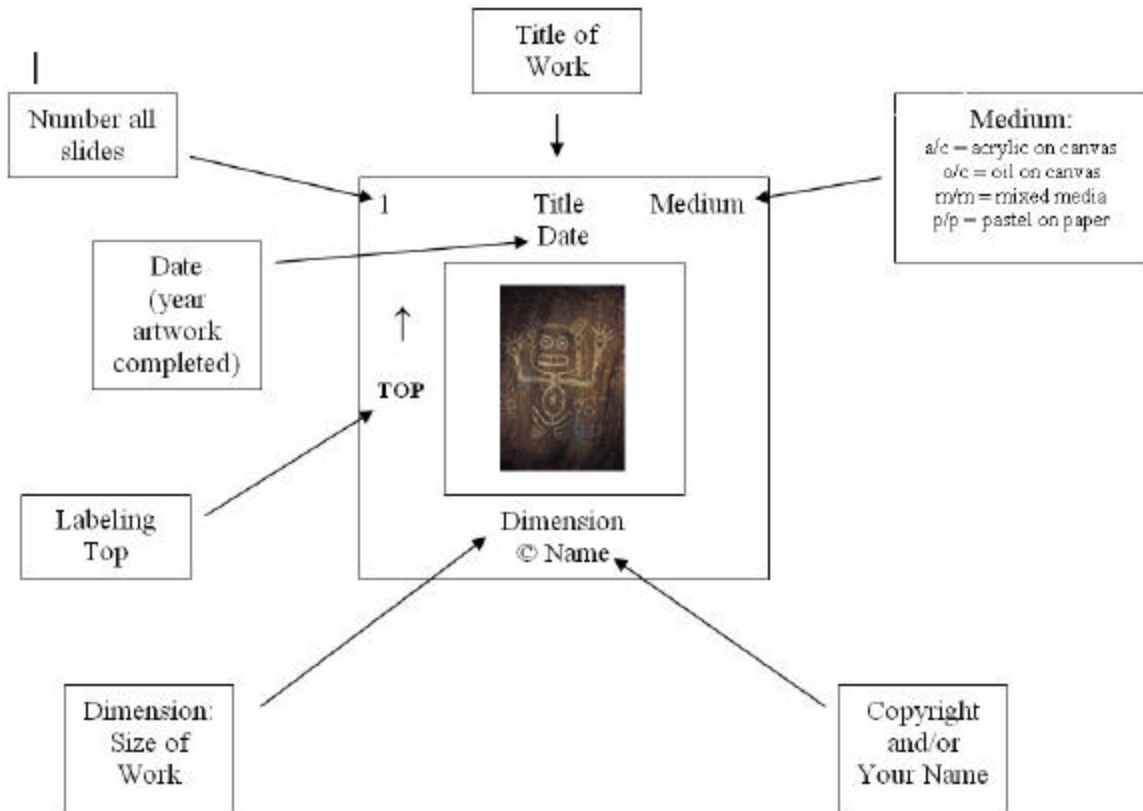 Title of
Work
Number all
slides
Medium:
a/c = acrylic on canvas
o/c = oil on canvas
m/m = mixed media
p/p = pastel on paper
1 Title Medium
Date
Date
(year
artwork
completed)
↑
TOP
Labeling
Top
Dimension
© Name
Dimension:
Size of
Work
Copyright
and/or
Your Name